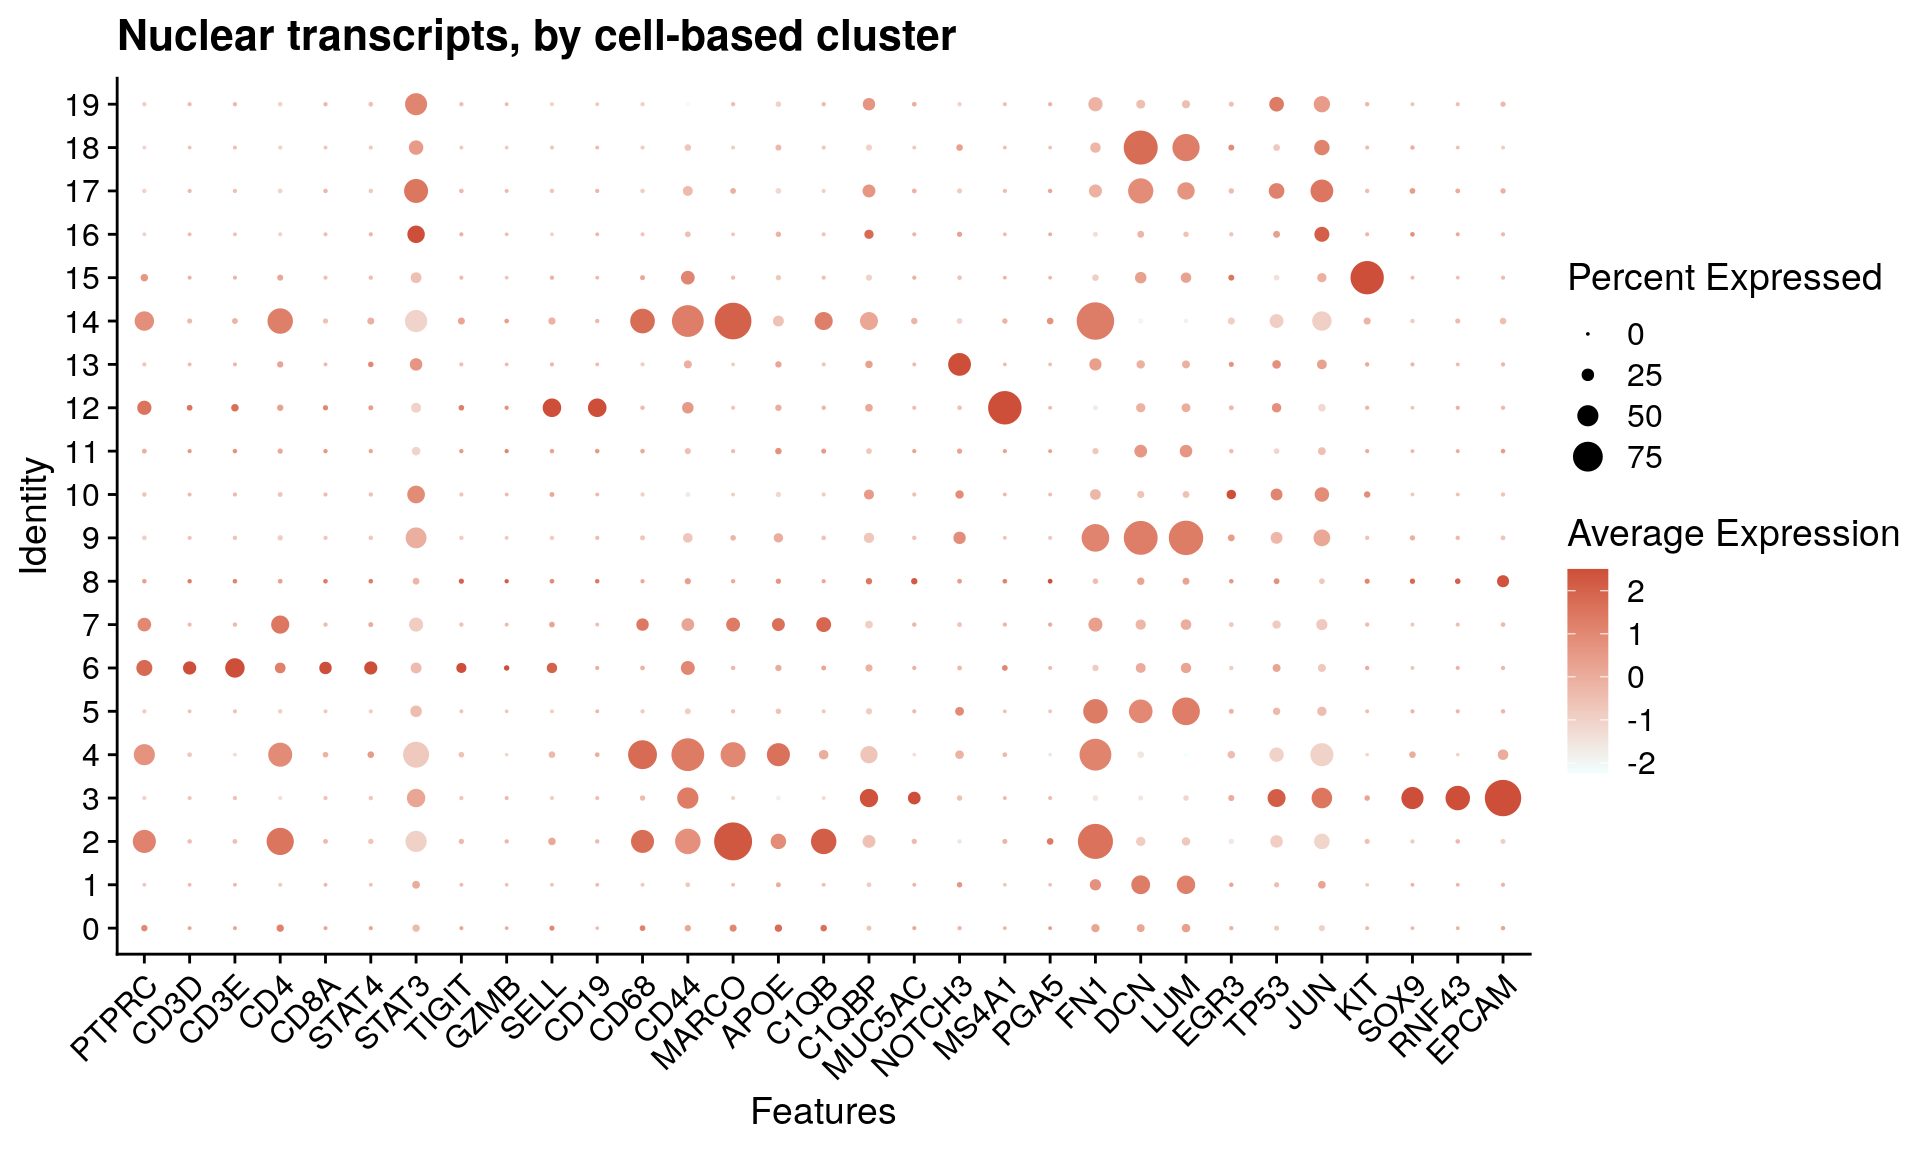 Nuclear transcripts, by cell-based cluster
Identity
19
18
17
16
15
14
13
12
11
10
9
8
7
6
5
4
3
2
1
0
PTPRC
CD3D
CD3E
CD4
CD8A
STAT4
STAT3
TIGIT
GZMB
SELL
CD19
CD68
CD44
MARCO
APOE
C1QB
C1QBP
MUC5AC
NOTCH3
MS4A1
PGA5
FN1
DCN
LUM
EGR3
TP53
JUN
KIT
SOX9
RNF43
EPCAM
Features
Percent Expressed
0
25
50
75
Average Expression
2
1
0
-1
-2